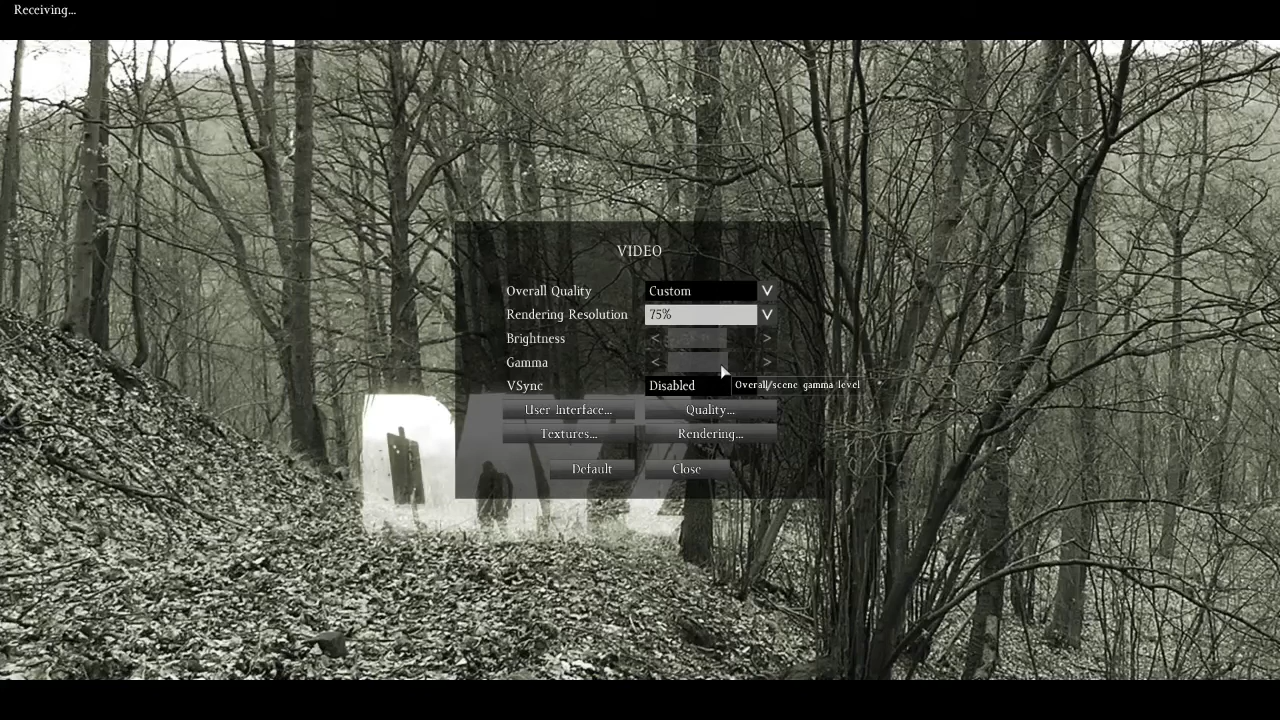 Receiving...
VIDEO
Overall Quality Custom V
Rendering Resolution 75% V
Brightness < >
Gamma < >
VSync Disabled Overall/scene gamma level
User Interface... Quality...
Textures... Rendering...
Default Close